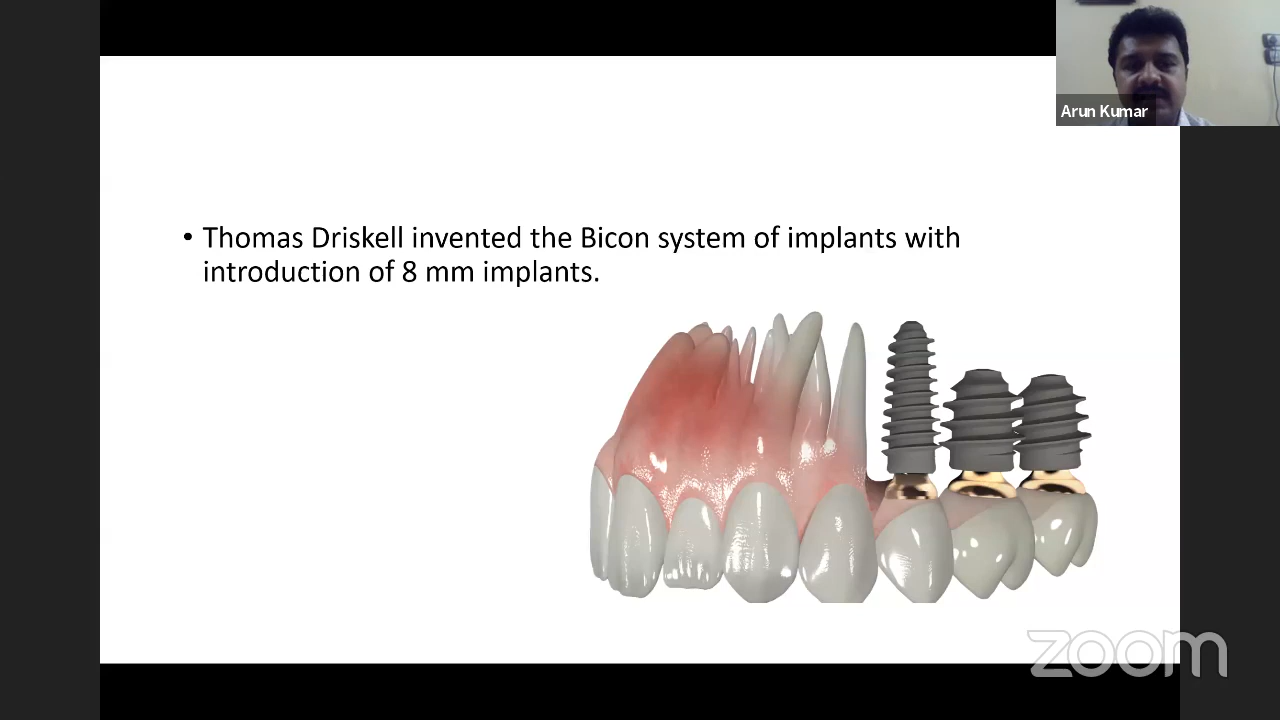 Arun Kumar
• Thomas Driskell invented the Bicon system of implants with
introduction of 8 mm implants.
zoom